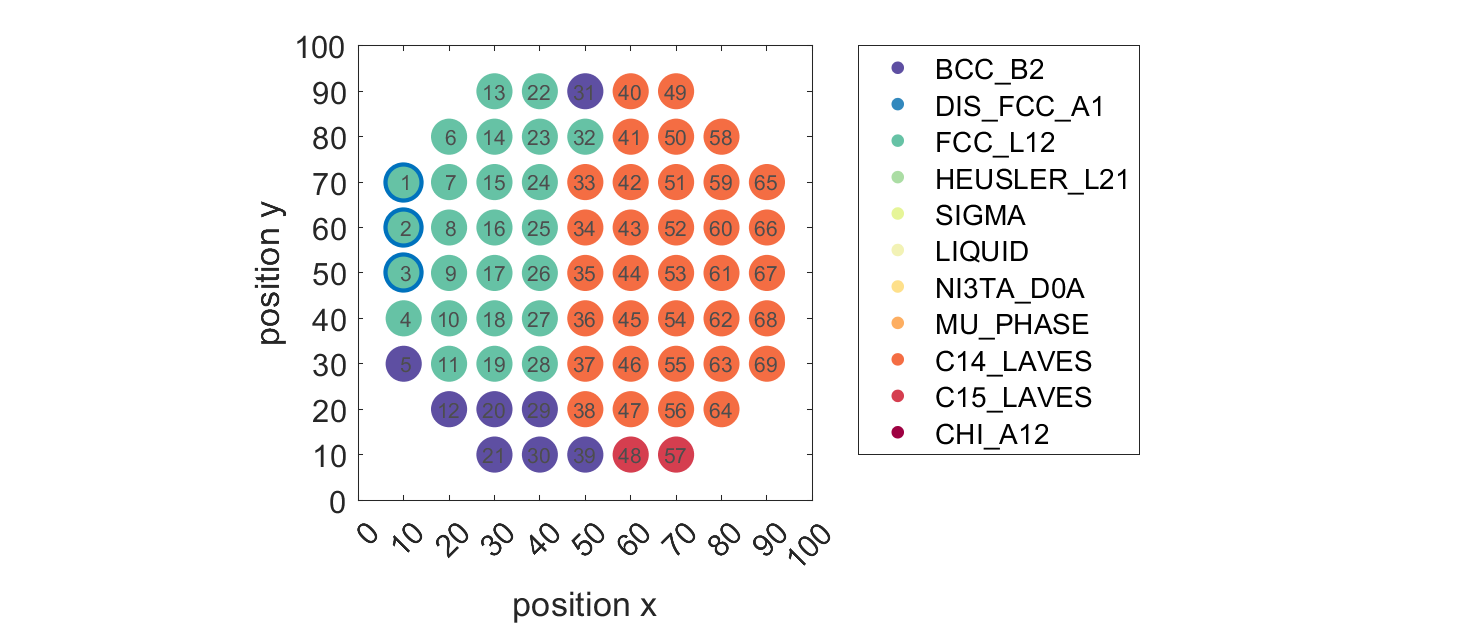 100
90
80
70
60
50
40
30
20
10
0
13 22 31 40 49
6 14 23 32 41 50 58
1 7 15 24 33 42 51 59 65
2 8 16 25 34 43 52 60 66
3 9 17 26 35 44 53 61 67
4 10 18 27 36 45 54 62 68
5 11 19 28 37 46 55 63 69
12 20 29 38 47 56 64
21 30 39 48 57
0 10 20 30 40 50 60 70 80 90 100
position x
position y
BCC_B2
DIS_FCC_A1
FCC_L12
HEUSLER_L21
SIGMA
LIQUID
NI3TA_D0A
MU_PHASE
C14_LAVES
C15_LAVES
CHI_A12